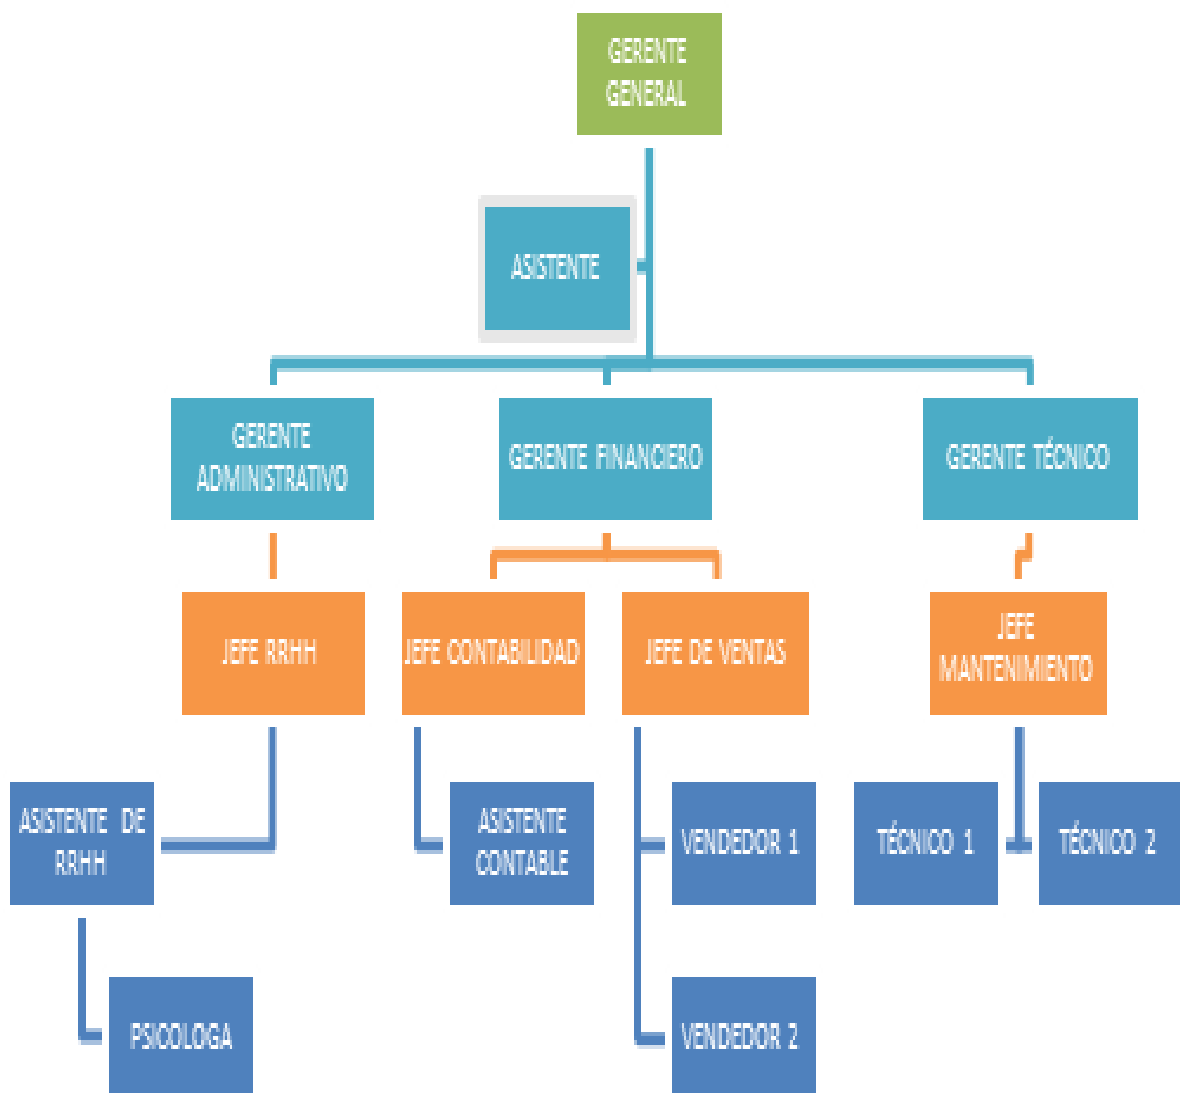 GERENTE
GENERAL
ASISTENTE
GERENTE
ADMINISTRATIVO
GERENTE FINANCIERO
GERENTE TÉCNICO
JEFE RRHH
JEFE CONTABILIDAD
JEFE DE VENTAS
JEFE
MANTENIMIENTO
ASISTENTE DE
RRHH
ASISTENTE
CONTABLE
VENDEDOR 1
TÉCNICO 1
TÉCNICO 2
PSICOLOGA
VENDEDOR 2